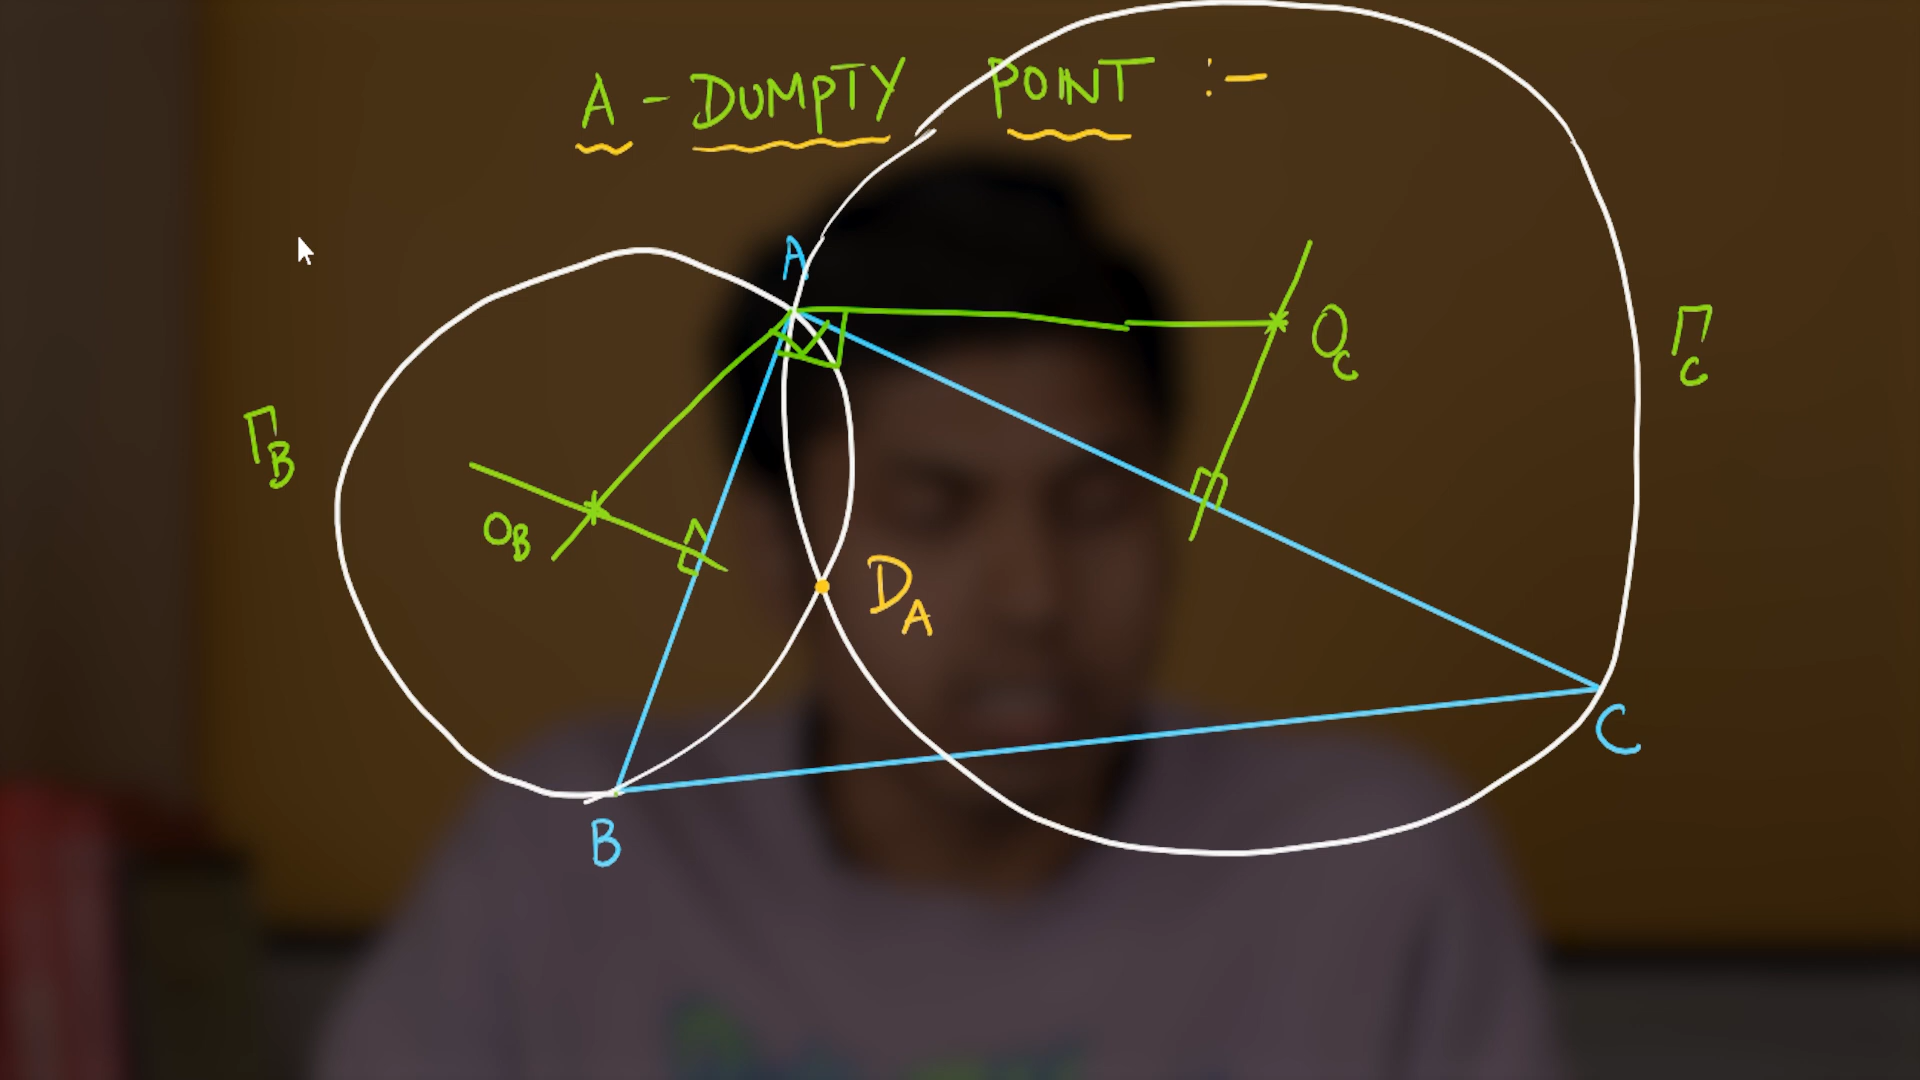 A - DUMPTY POINT :-
A
O_C
Γ_C
Γ_B
O_B
D_A
C
B